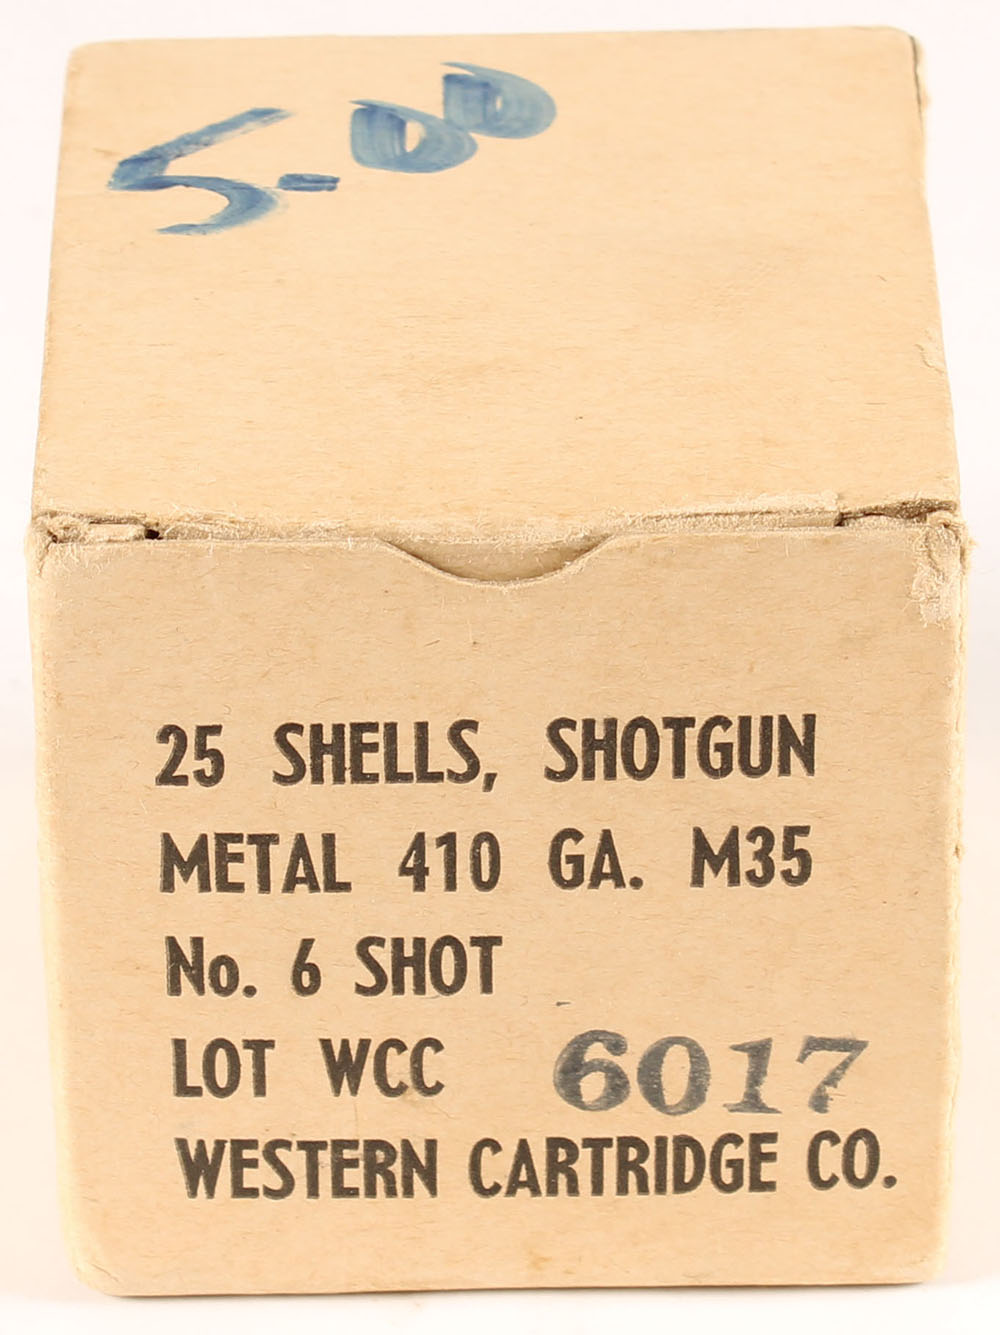 5.00
25 SHELLS, SHOTGUN
METAL 410 GA. M35
No. 6 SHOT
LOT WCC 6017
WESTERN CARTRIDGE CO.